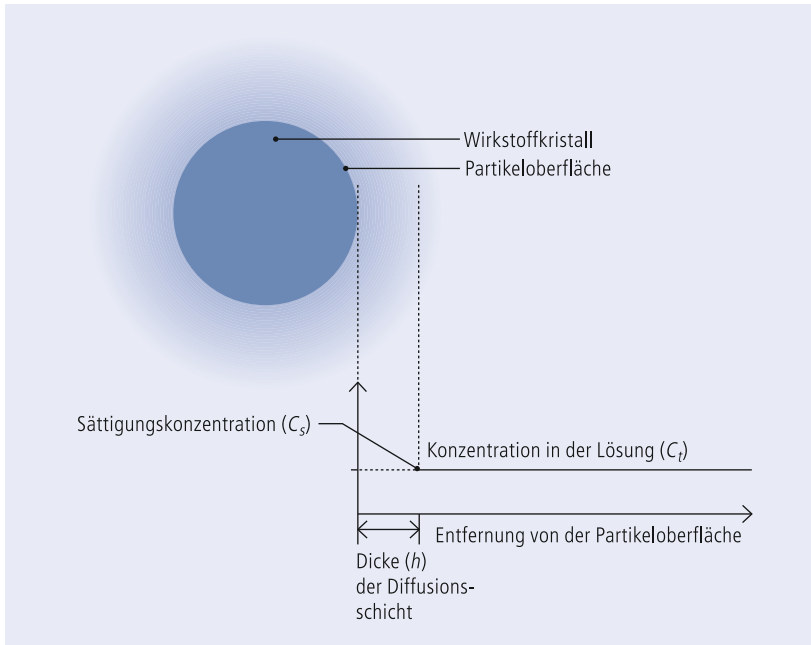 Wirkstoffkristall
Partikeloberfläche
Sättigungskonzentration (Cs)
Konzentration in der Lösung (Ct)
Entfernung von der Partikeloberfläche
Dicke (h)
der Diffusions-
schicht